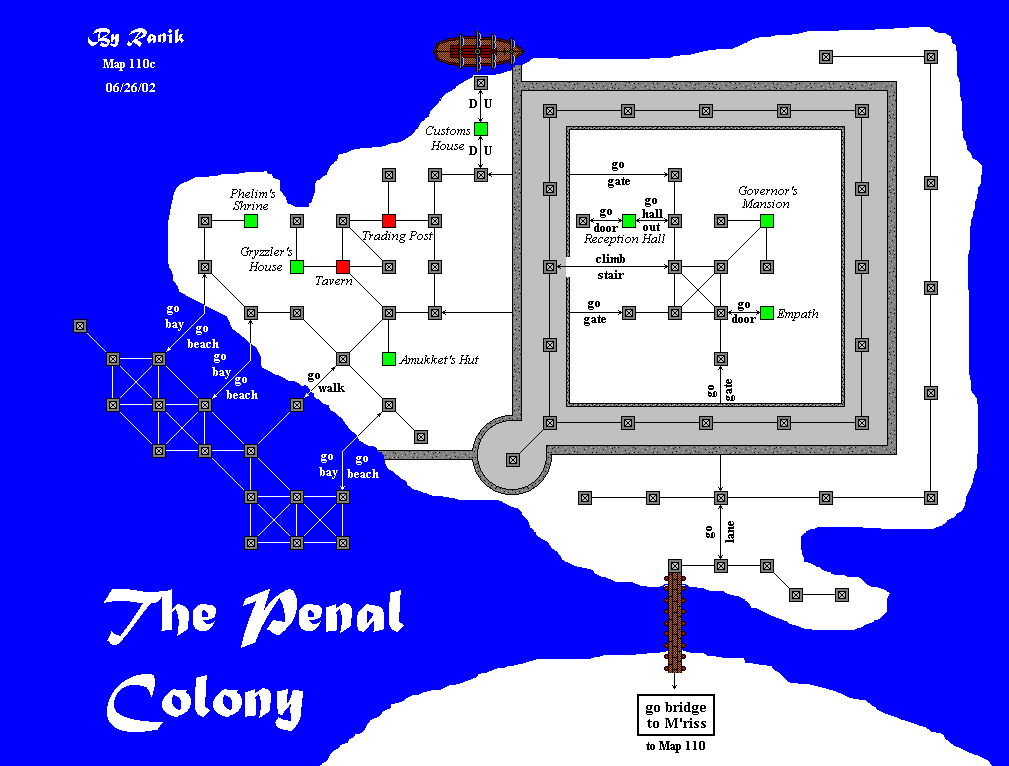 By Ranik
Map 110c
06/26/02
D U
Customs
House
D U
go
gate
Phelim's
Shrine
Governor's
Mansion
go
hall
out
go
door
Trading Post
Reception Hall
Gryzzler's
House
Tavern
climb
stair
go
bay
go
beach
go
gate
go
door
Empath
go
bay
go
beach
Amukket's Hut
go
walk
go
gate
go
bay
go
beach
go
lane
The Penal
Colony
go bridge
to M'riss
to Map 110